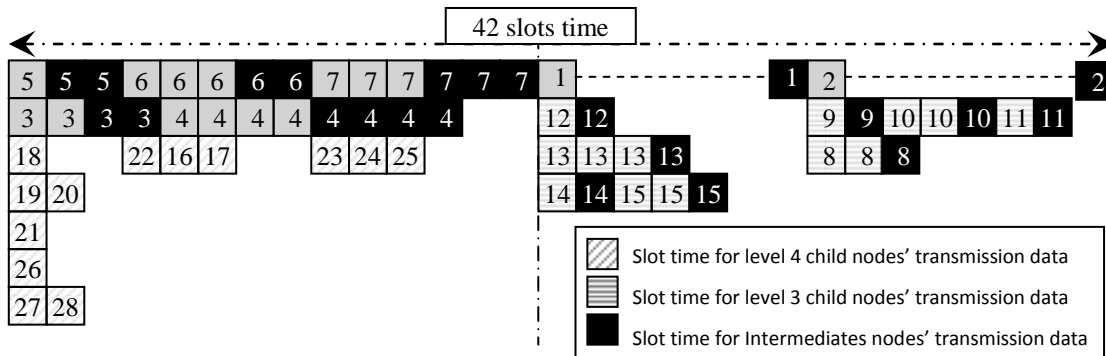 42 slots time
5 5 5 6 6 6 6 6 7 7 7 7 7 7 1 1 2 2
3 3 3 3 4 4 4 4 4 4 4 4 12 12 9 9 10 10 10 11 11
18 22 16 17 23 24 25 13 13 13 13 8 8 8
19 20 14 14 15 15 15
21
26
27 28
Slot time for level 4 child nodes’ transmission data
Slot time for level 3 child nodes’ transmission data
Slot time for Intermediates nodes’ transmission data